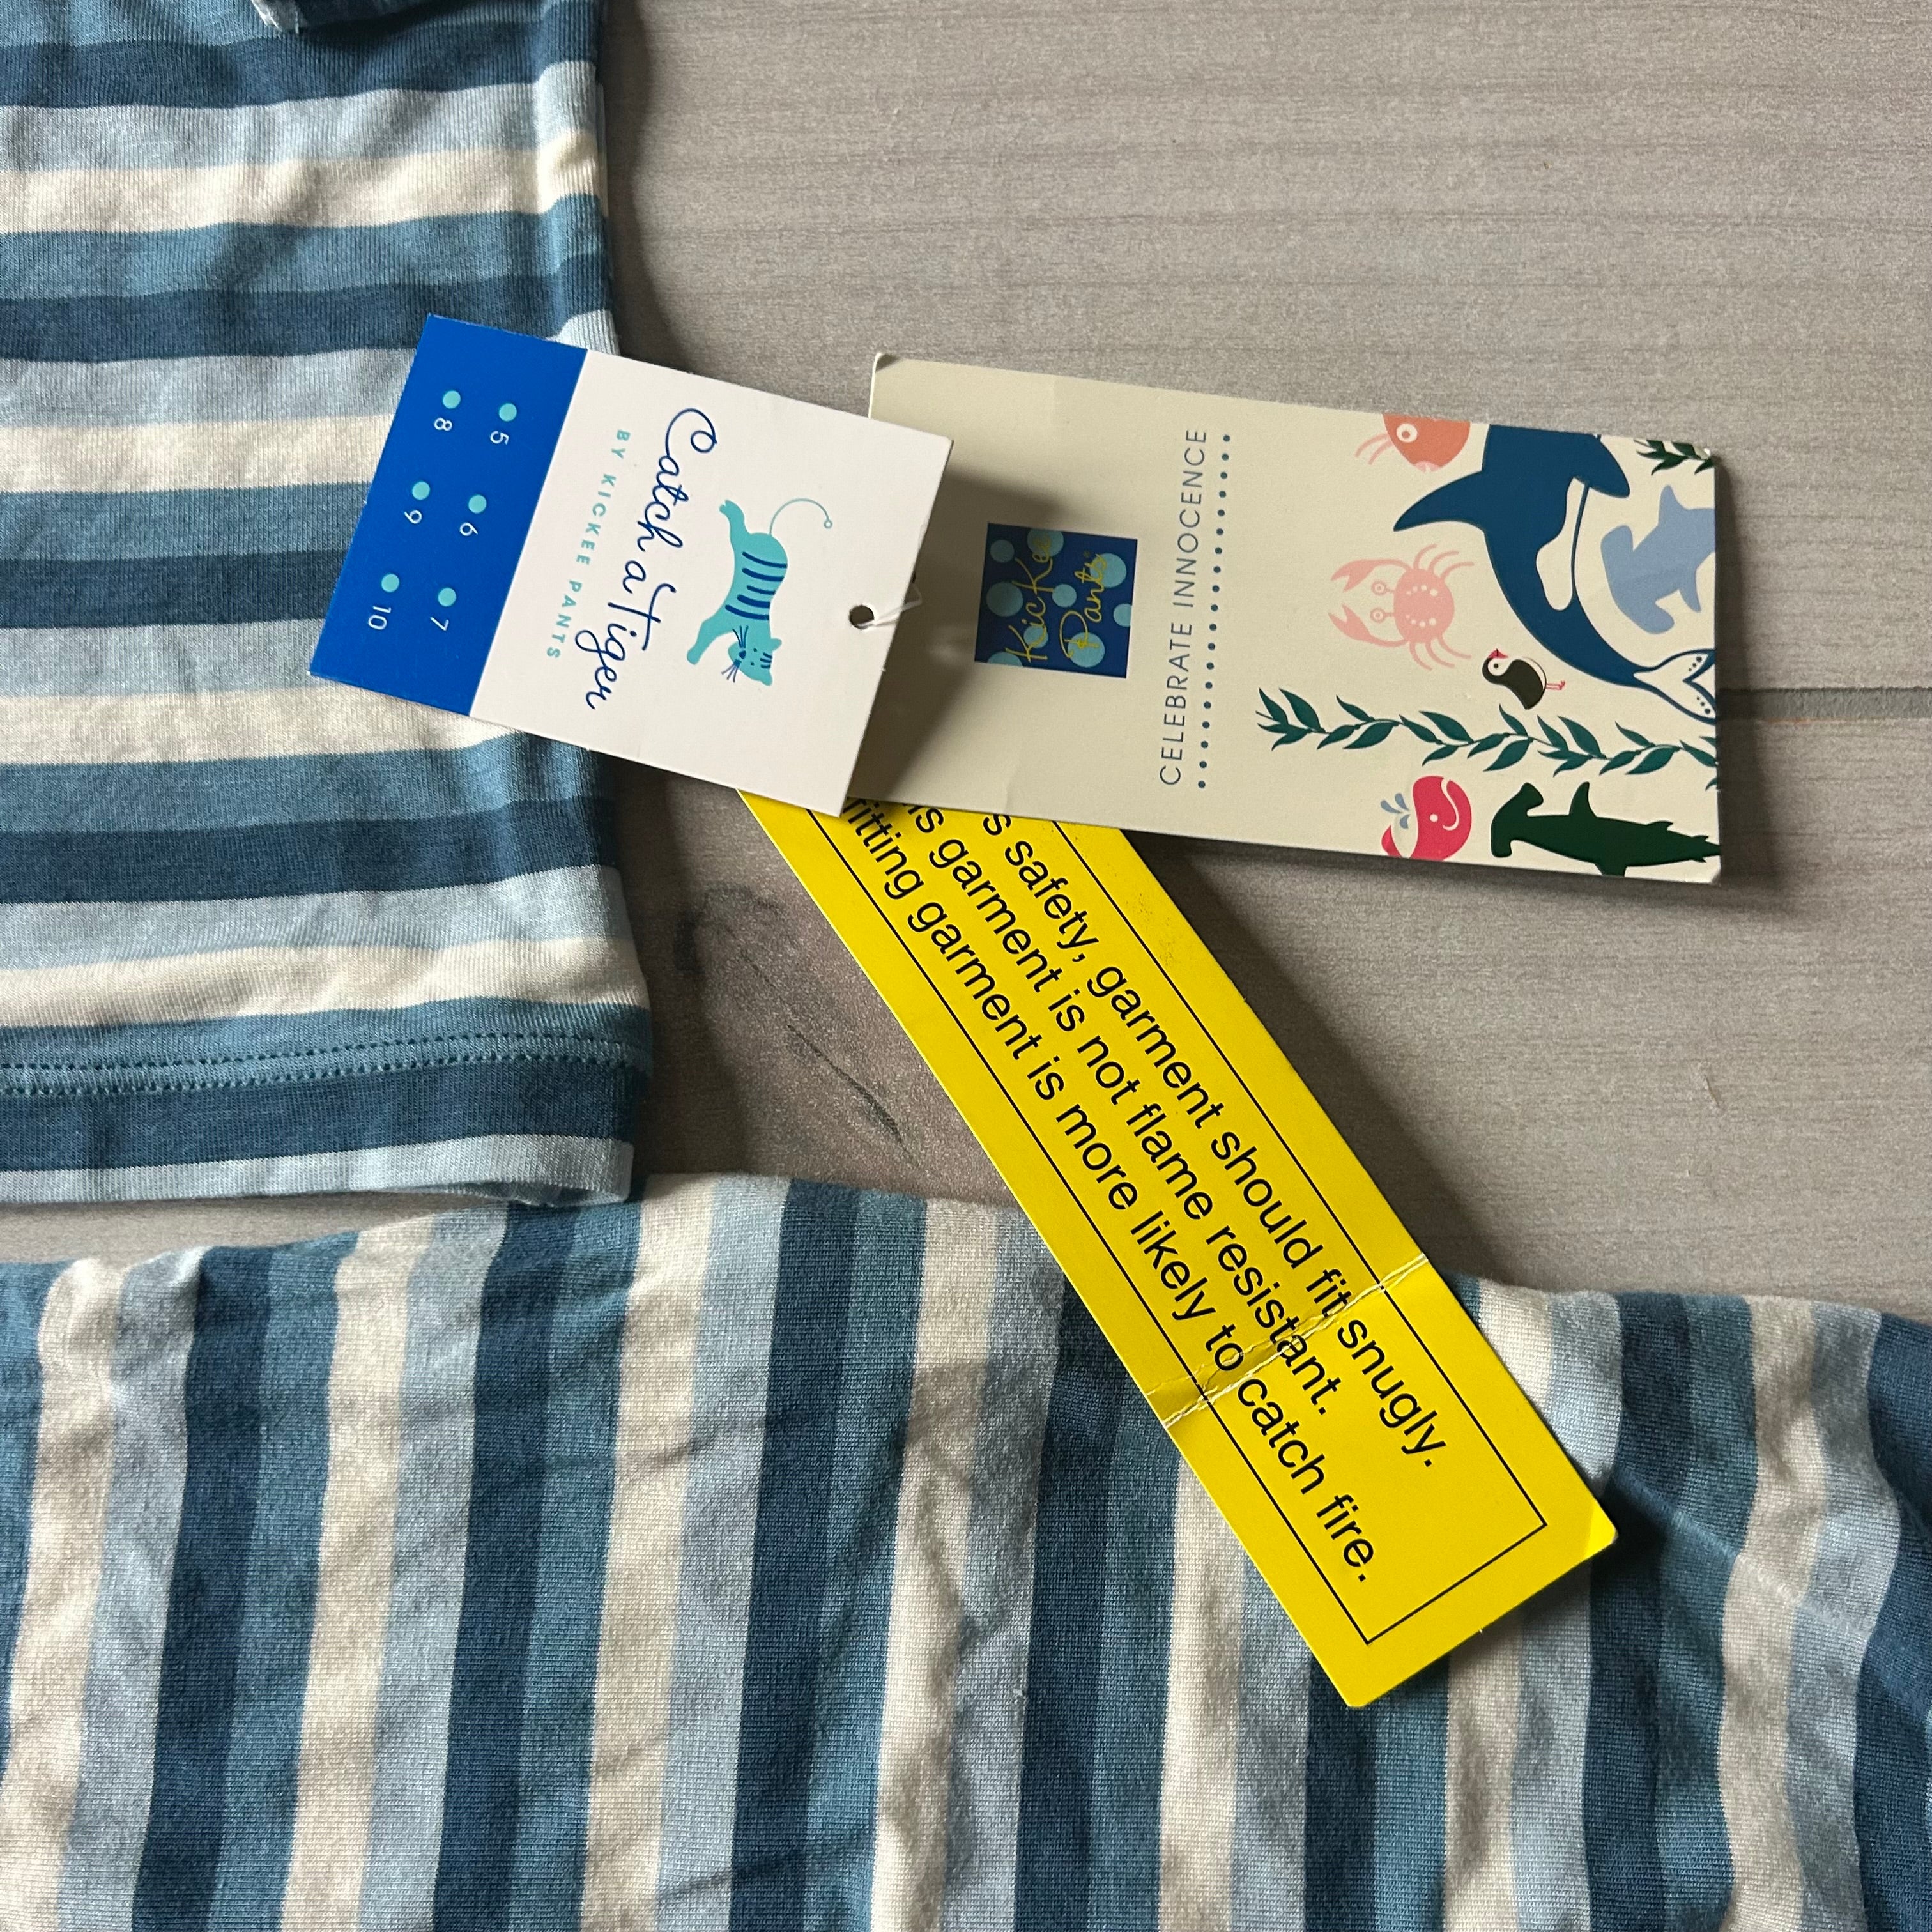 Catch a Tiger
BY KICKEE PANTS
5 6 7
8 9 10
KicKee
Pants
CELEBRATE INNOCENCE
safety, garment should fit snugly.
garment is not flame resistant.
fitting garment is more likely to catch fire.